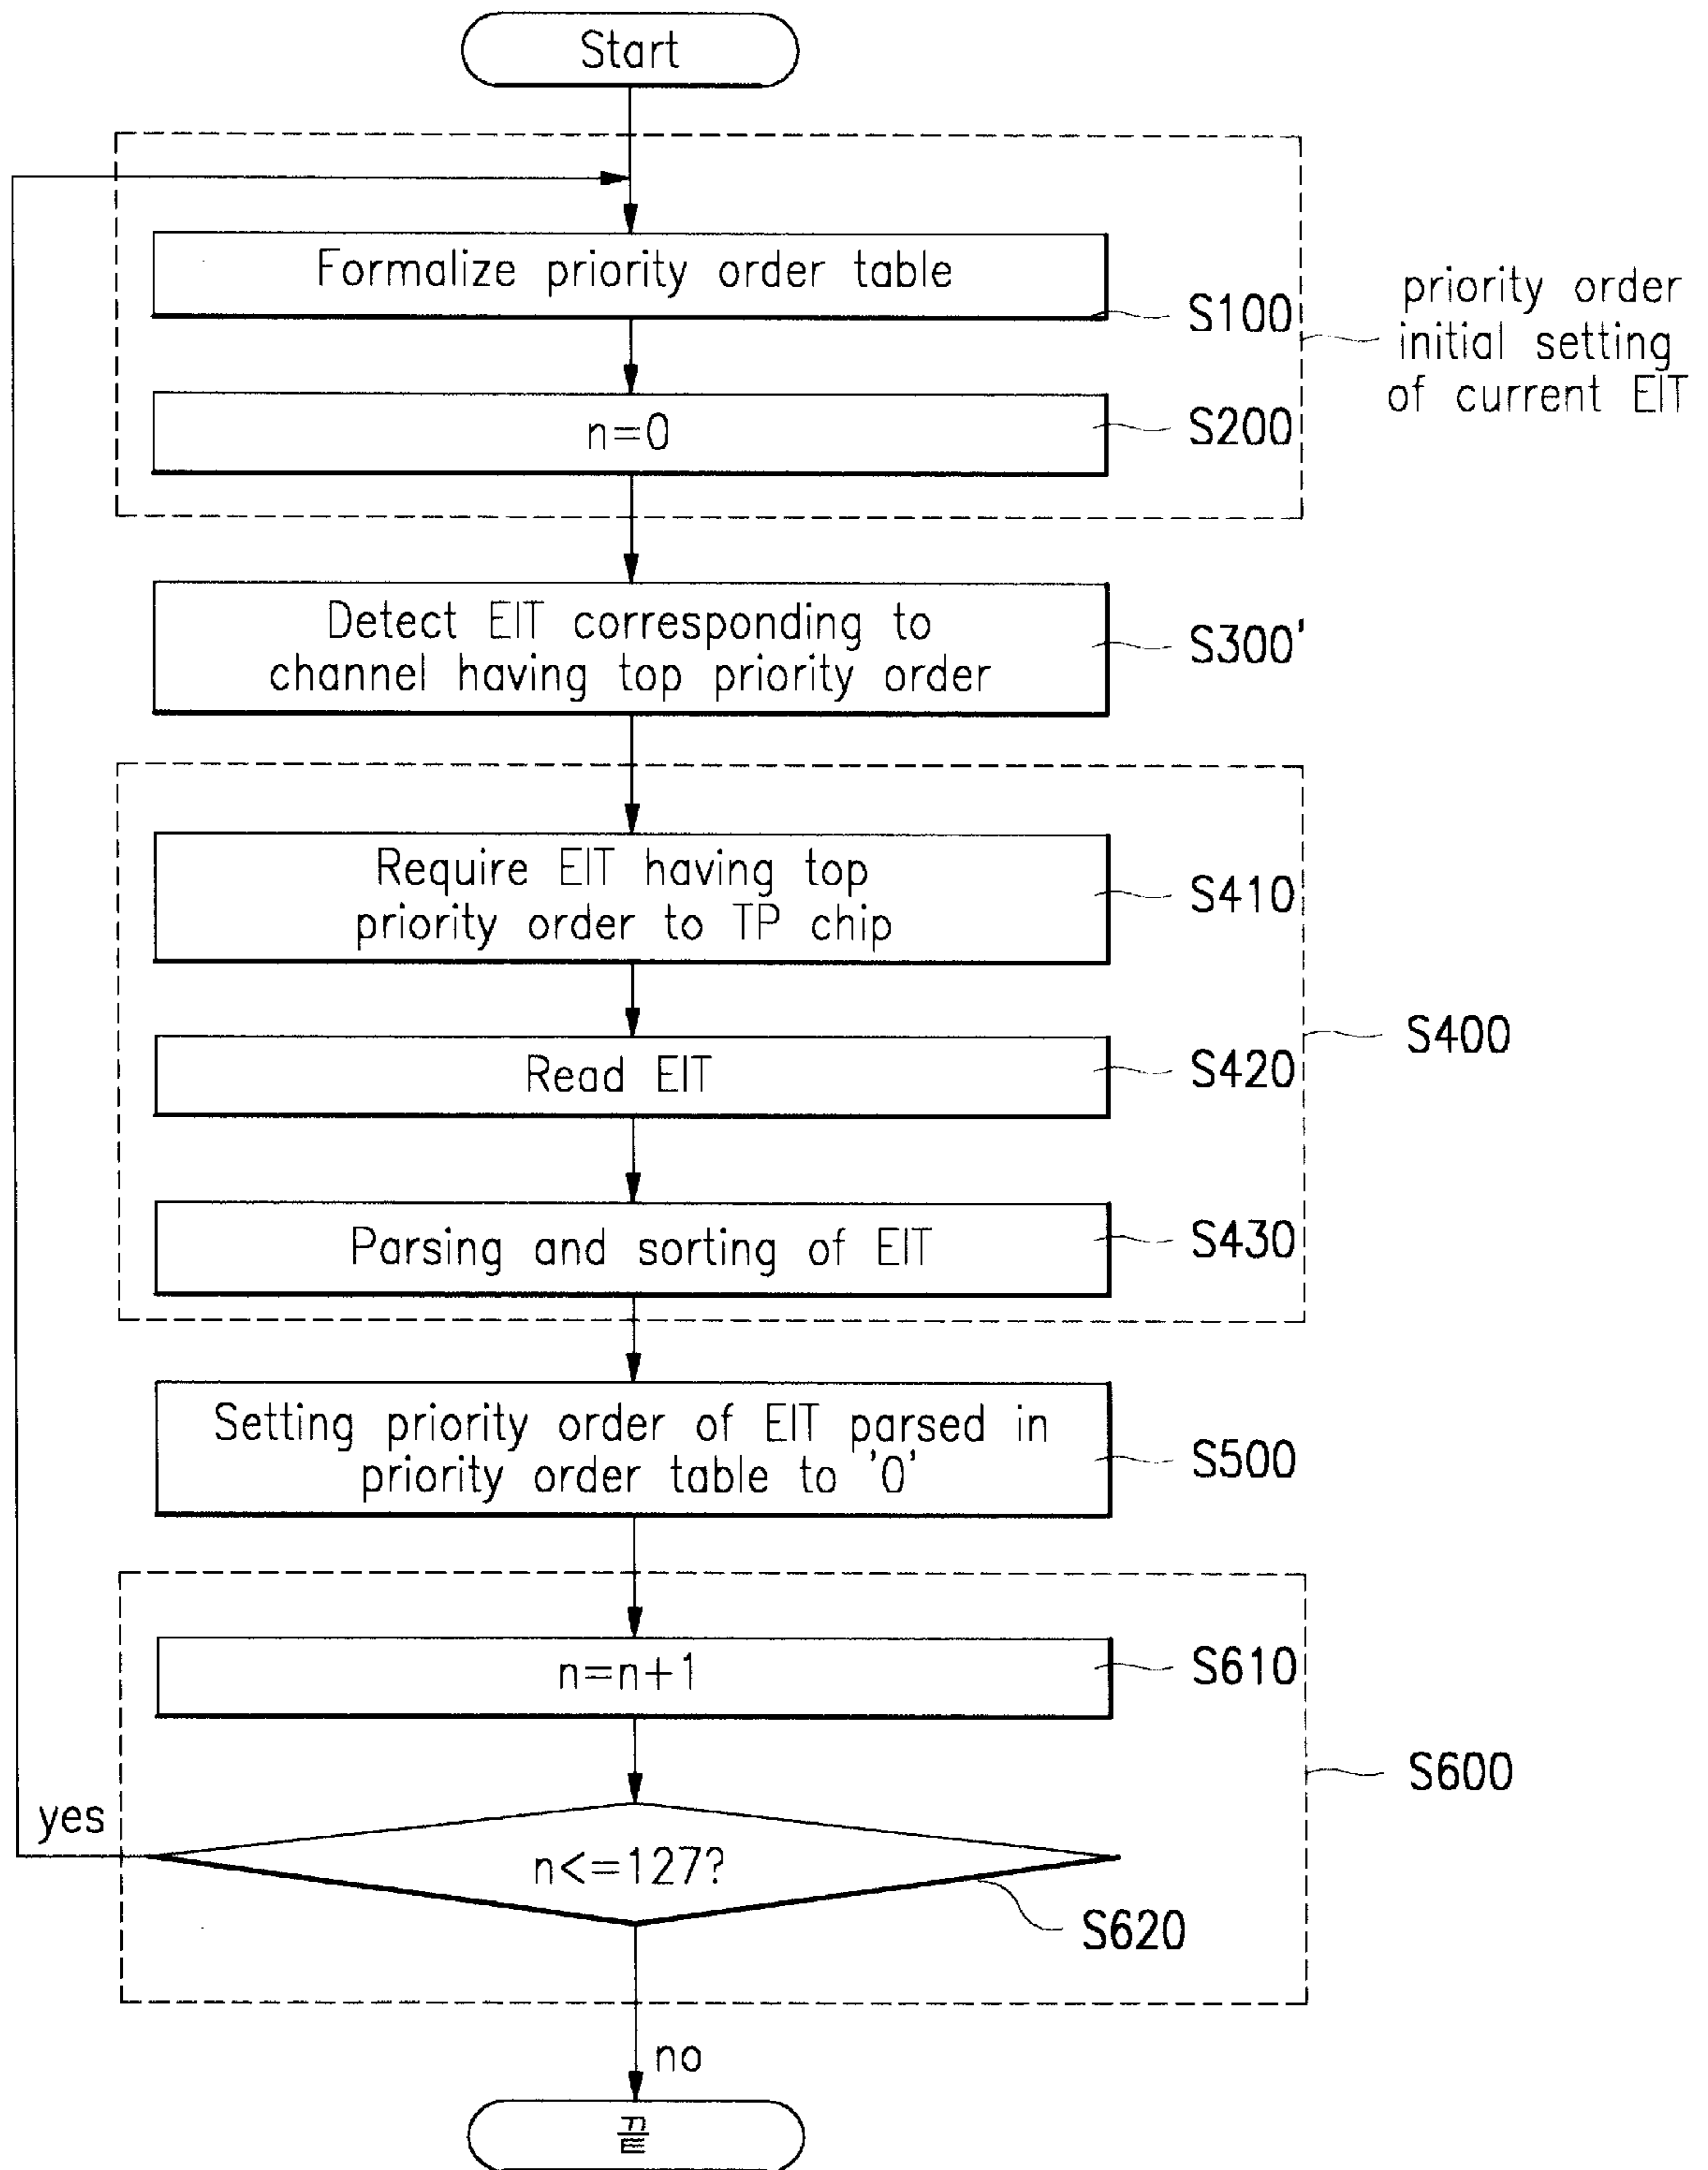 Start
Formalize priority order table
S100
priority order
initial setting
of current EIT
n=0
S200
Detect EIT corresponding to
channel having top priority order
S300'
Require EIT having top
priority order to TP chip
S410
Read EIT
S420
S400
Parsing and sorting of EIT
S430
Setting priority order of EIT parsed in
priority order table to '0'
S500
n=n+1
S610
S600
yes
n<=127?
S620
no
끝